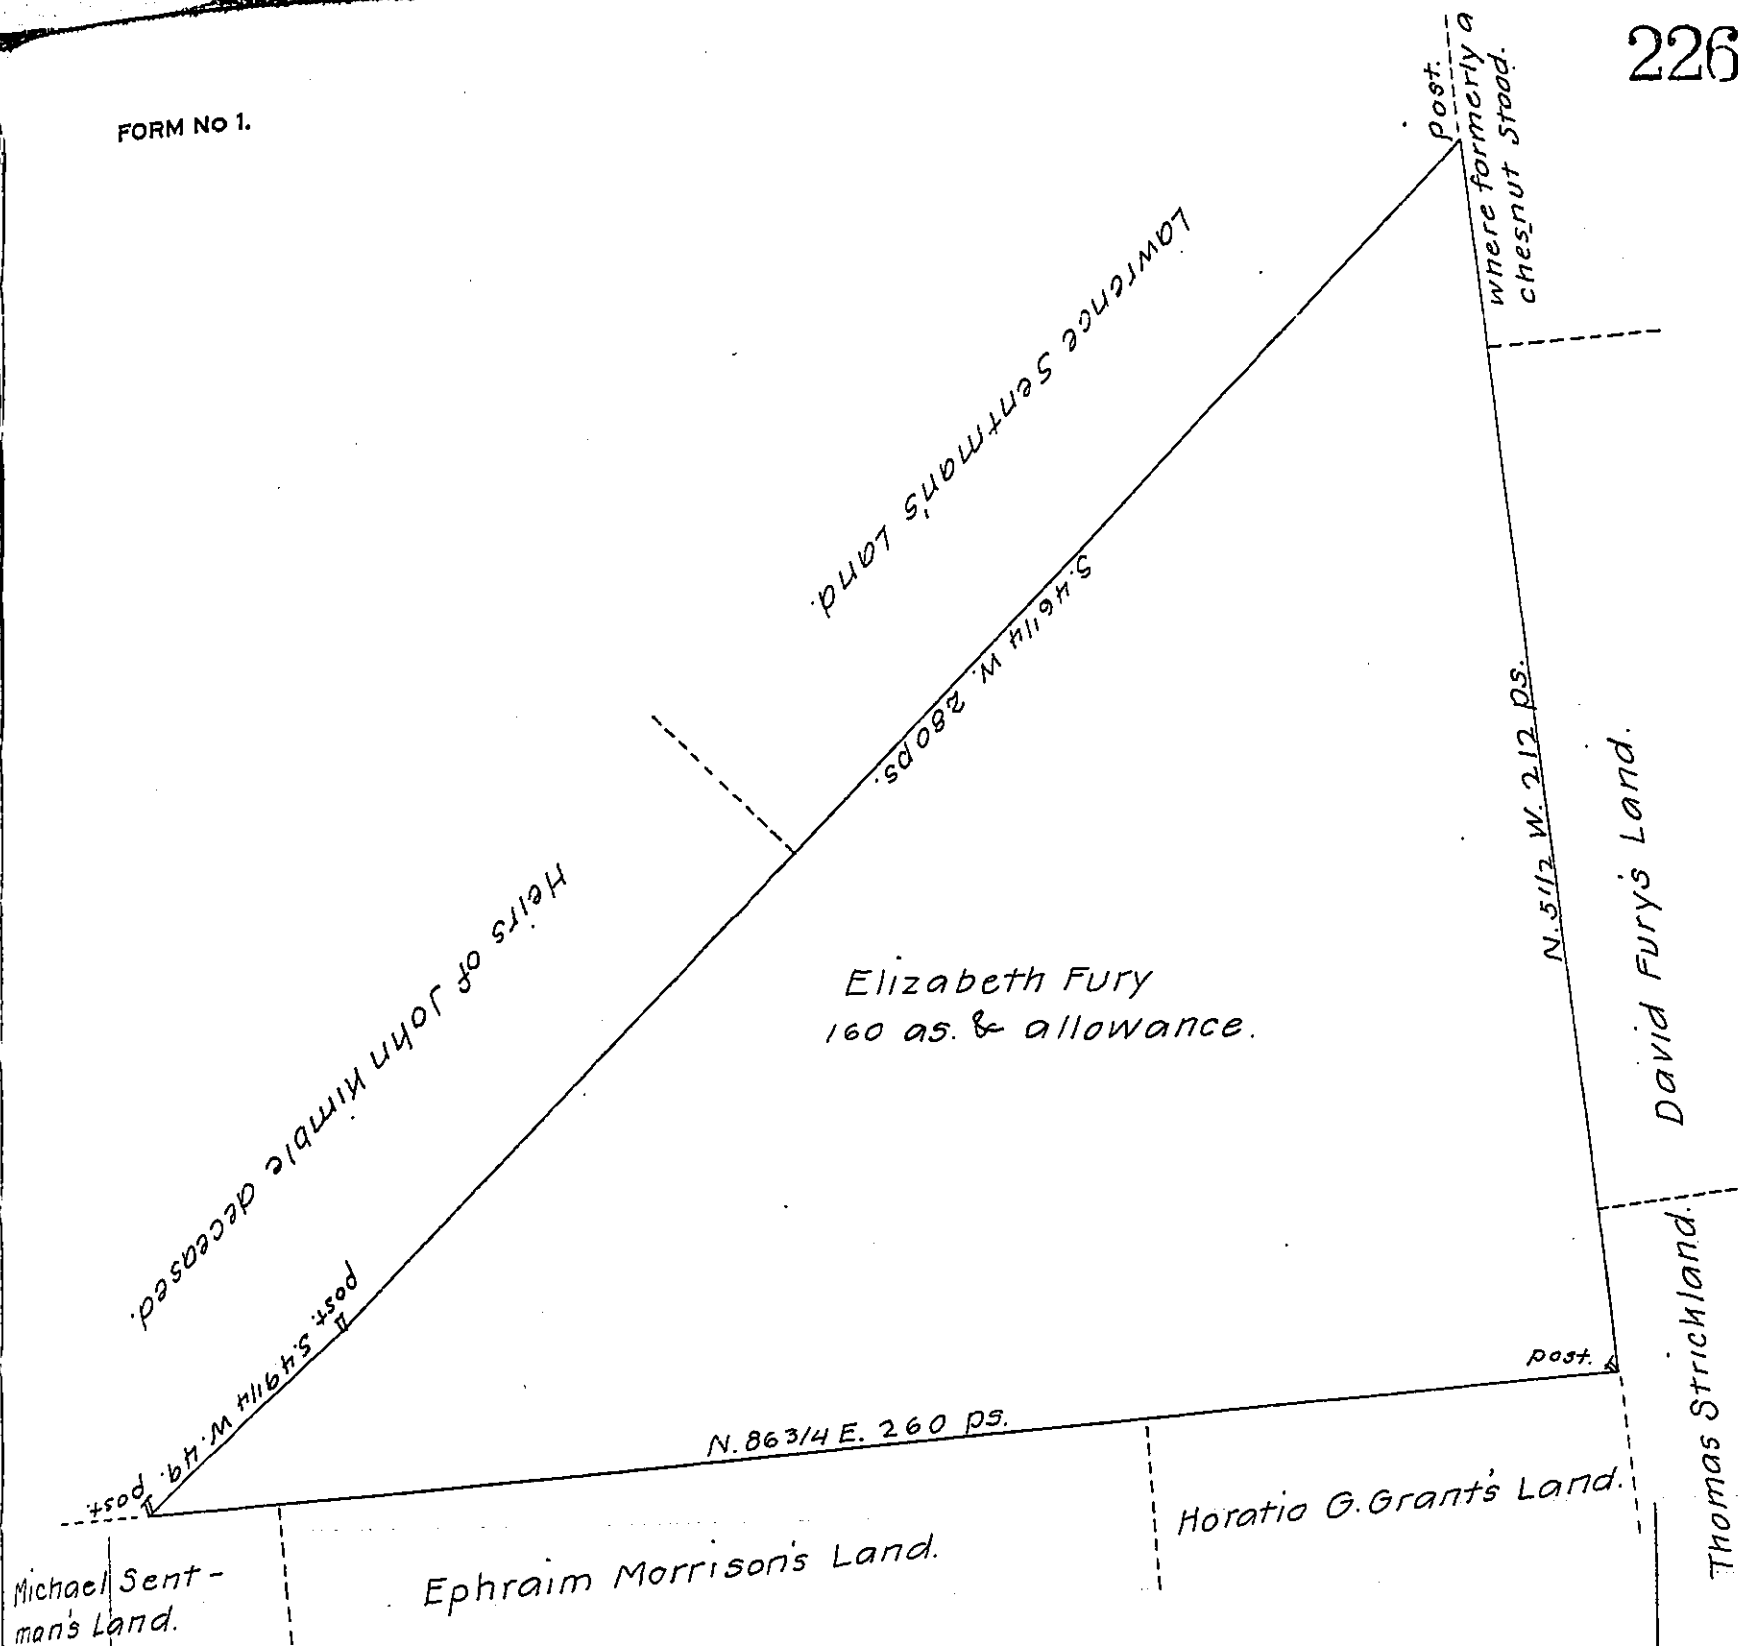 226
FORM No 1.
post.
where formerly a
chesnut stood.
Lawrence Sentman's Land.
S.46 1/4 W. 280 ps.
N.5 1/2 W. 212 ps.
David Fury's Land.
Heirs of John Kimble deceased.
Elizabeth Fury
160 as. & allowance.
post.
S.49 1/4 W. 49.
post.
post.
N. 86 3/4 E. 260 ps.
Thomas Strickland.
Horatio G. Grant's Land.
Ephraim Morrison's Land.
Michael Sent-
man's Land.